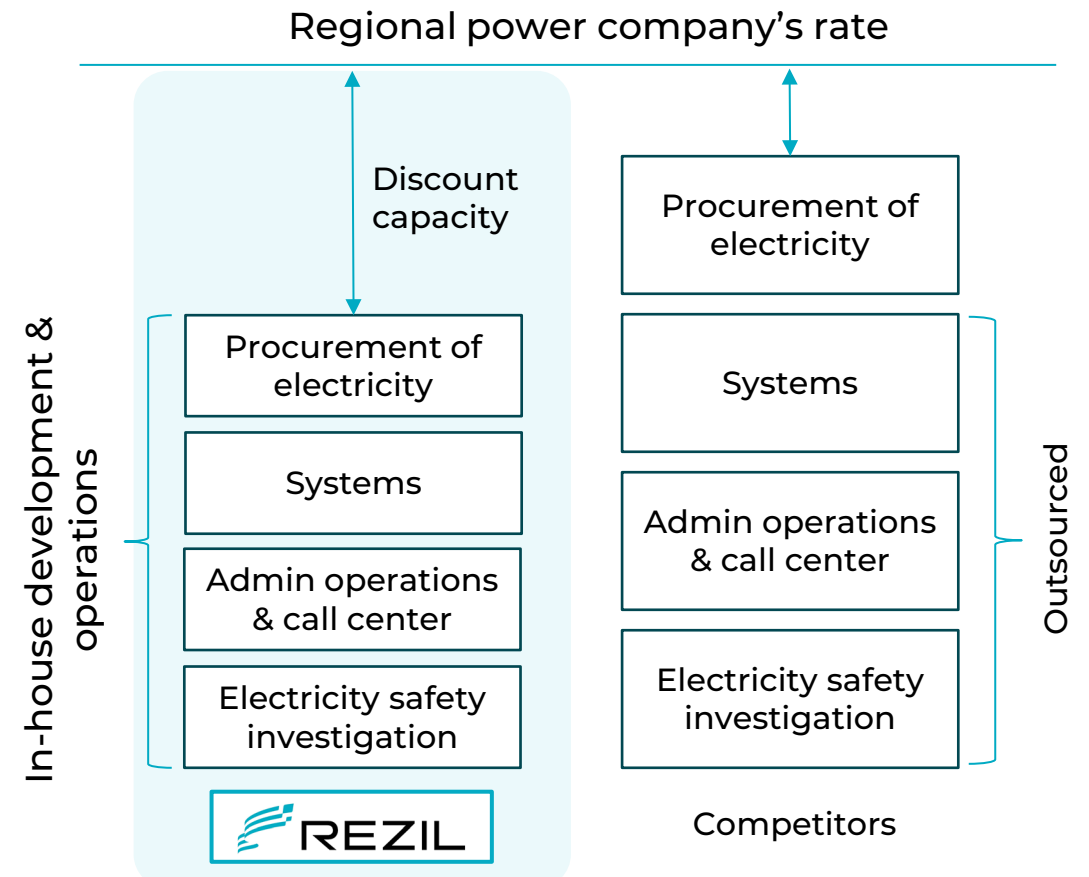 Regional power company's rate
Discount
capacity
In-house development &
operations
Procurement of
electricity
Systems
Admin operations
& call center
Electricity safety
investigation
REZIL
Procurement of
electricity
Systems
Admin operations
& call center
Electricity safety
investigation
Outsourced
Competitors